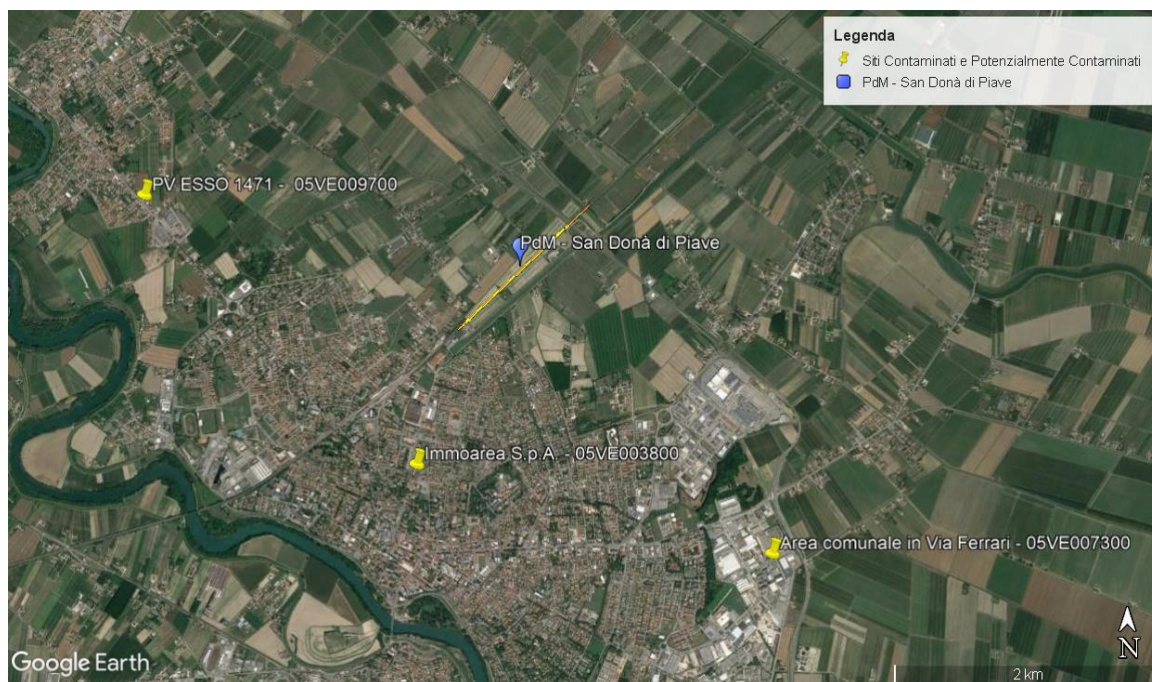 Legenda
Siti Contaminati e Potenzialmente Contaminati
PdM - San Donà di Piave
PV ESSO 1471 - 05VE009700
PdM - San Donà di Piave
Immoarea S.p.A. - 05VE003800
Area comunale in Via Ferrari - 05VE007300
N
Google Earth
2 km